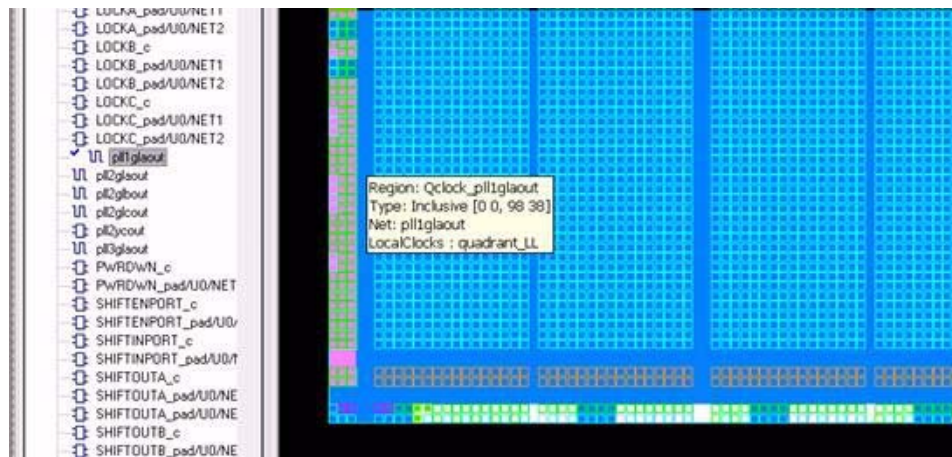 LOCKA_pad/U0/NET1
LOCKA_pad/U0/NET2
LOCKB_c
LOCKB_pad/U0/NET1
LOCKB_pad/U0/NET2
LOCKC_c
LOCKC_pad/U0/NET1
LOCKC_pad/U0/NET2
pll1glaout
pll2glaout
pll2glbout
pll2glcout
pll2ycout
pll3glaout
PWRDWN_c
PWRDWN_pad/U0/NET
SHIFTENPORT_c
SHIFTENPORT_pad/U0/
SHIFTINPORT_c
SHIFTINPORT_pad/U0/
SHIFTOUTA_c
SHIFTOUTA_pad/U0/NE
SHIFTOUTA_pad/U0/NE
SHIFTOUTB_c
SHIFTOUTB_pad/U0/NE
Region: Qclock_pll1glaout
Type: Inclusive [0 0, 98 38]
Net: pll1glaout
LocalClocks : quadrant_LL